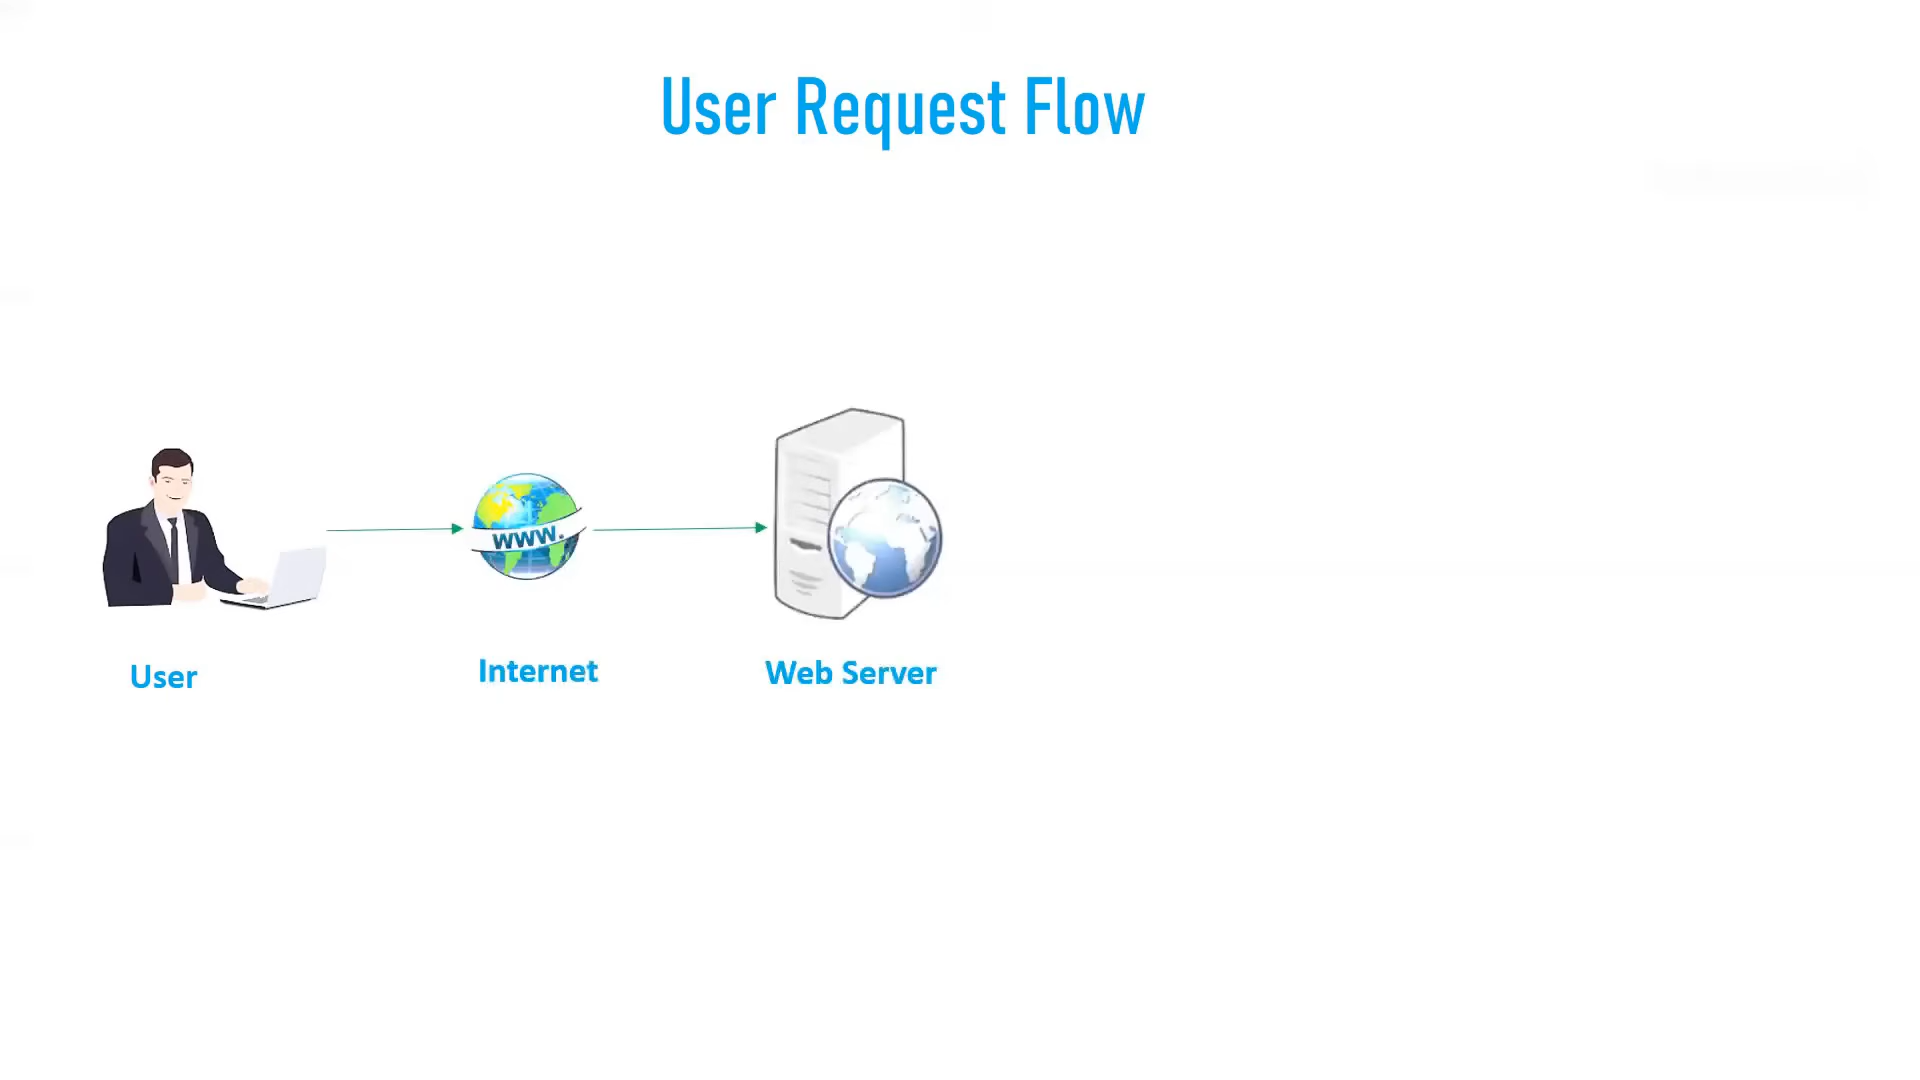 User Request Flow
www.
User
Internet
Web Server